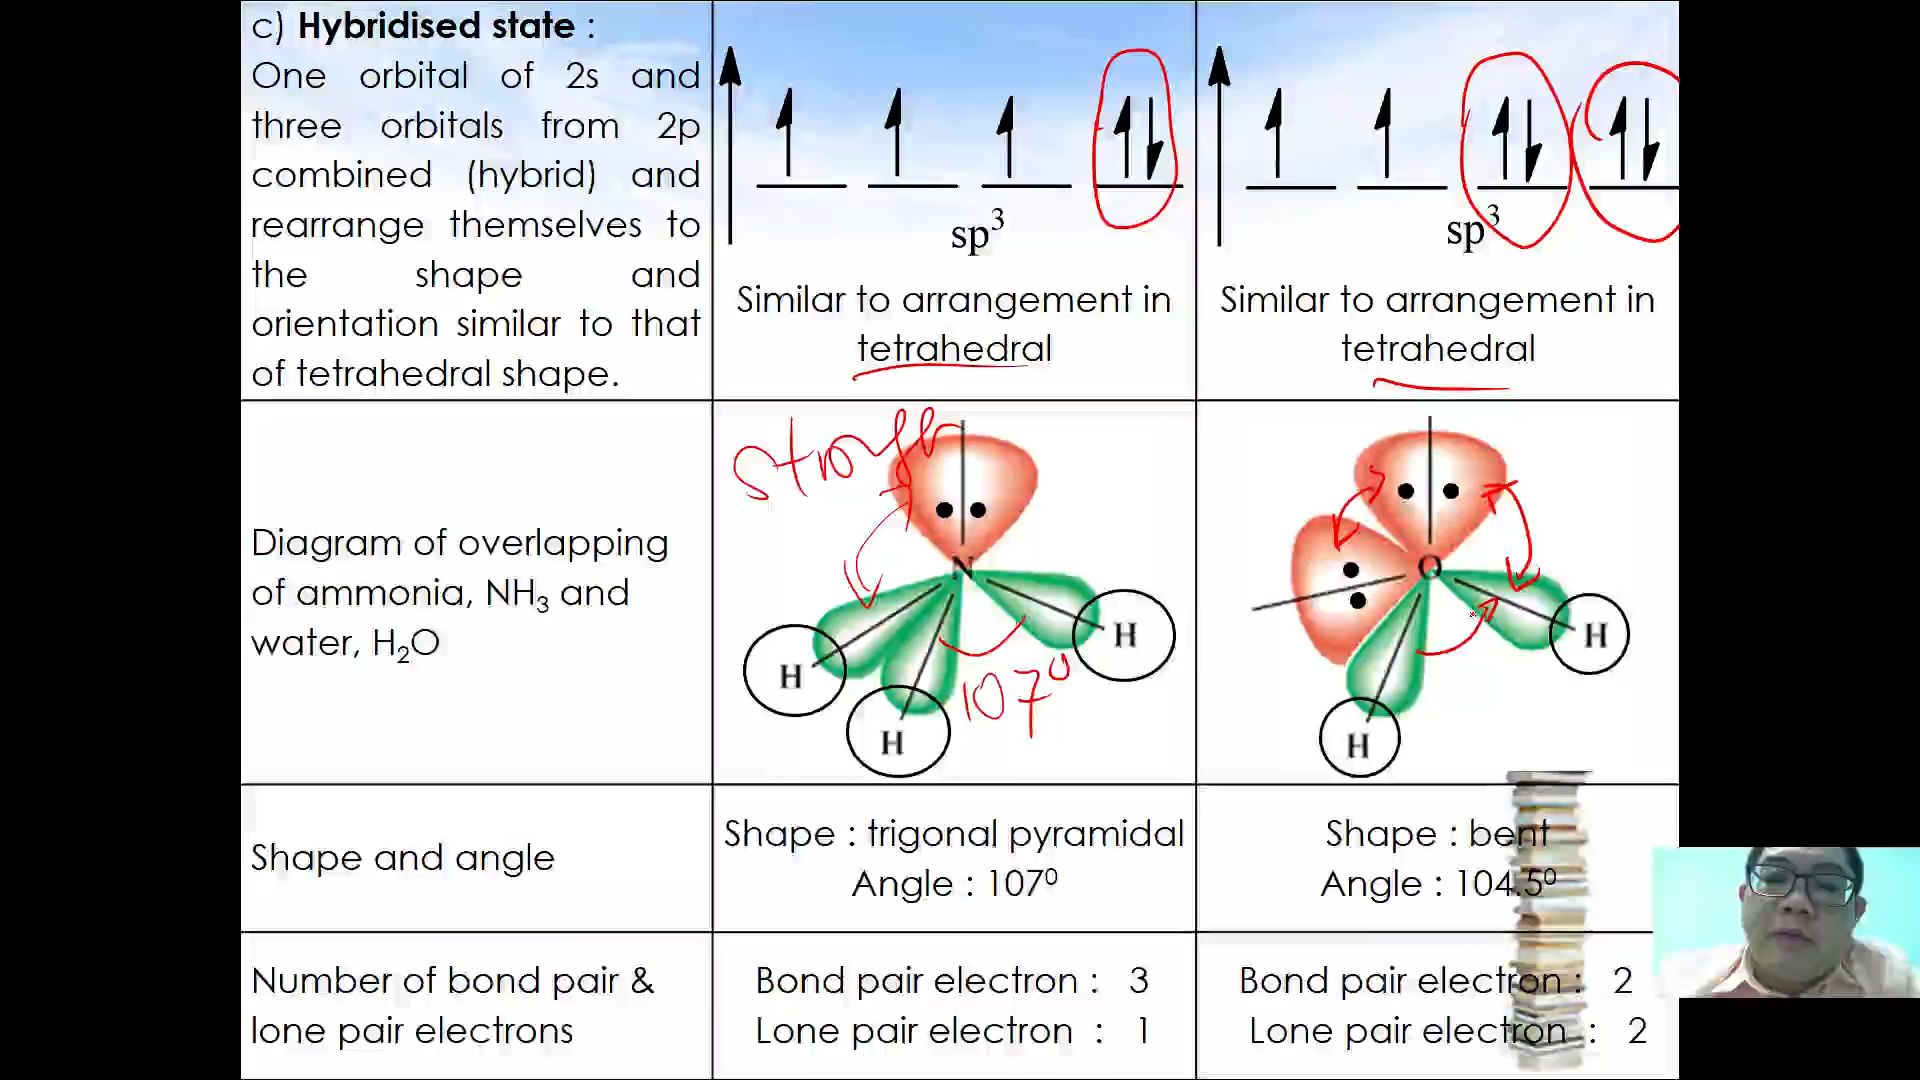 c) Hybridised state :
One orbital of 2s and
three orbitals from 2p
combined (hybrid) and
rearrange themselves to
the shape and
orientation similar to that
of tetrahedral shape.
sp³
Similar to arrangement in
tetrahedral
sp³
Similar to arrangement in
tetrahedral
Diagram of overlapping
of ammonia, NH₃ and
water, H₂O
N
H
H
H
107⁰
O
H
H
Shape and angle
Shape : trigonal pyramidal
Angle : 107⁰
Shape : bent
Angle : 104.5⁰
Number of bond pair &
lone pair electrons
Bond pair electron : 3
Lone pair electron : 1
Bond pair electron : 2
Lone pair electron : 2